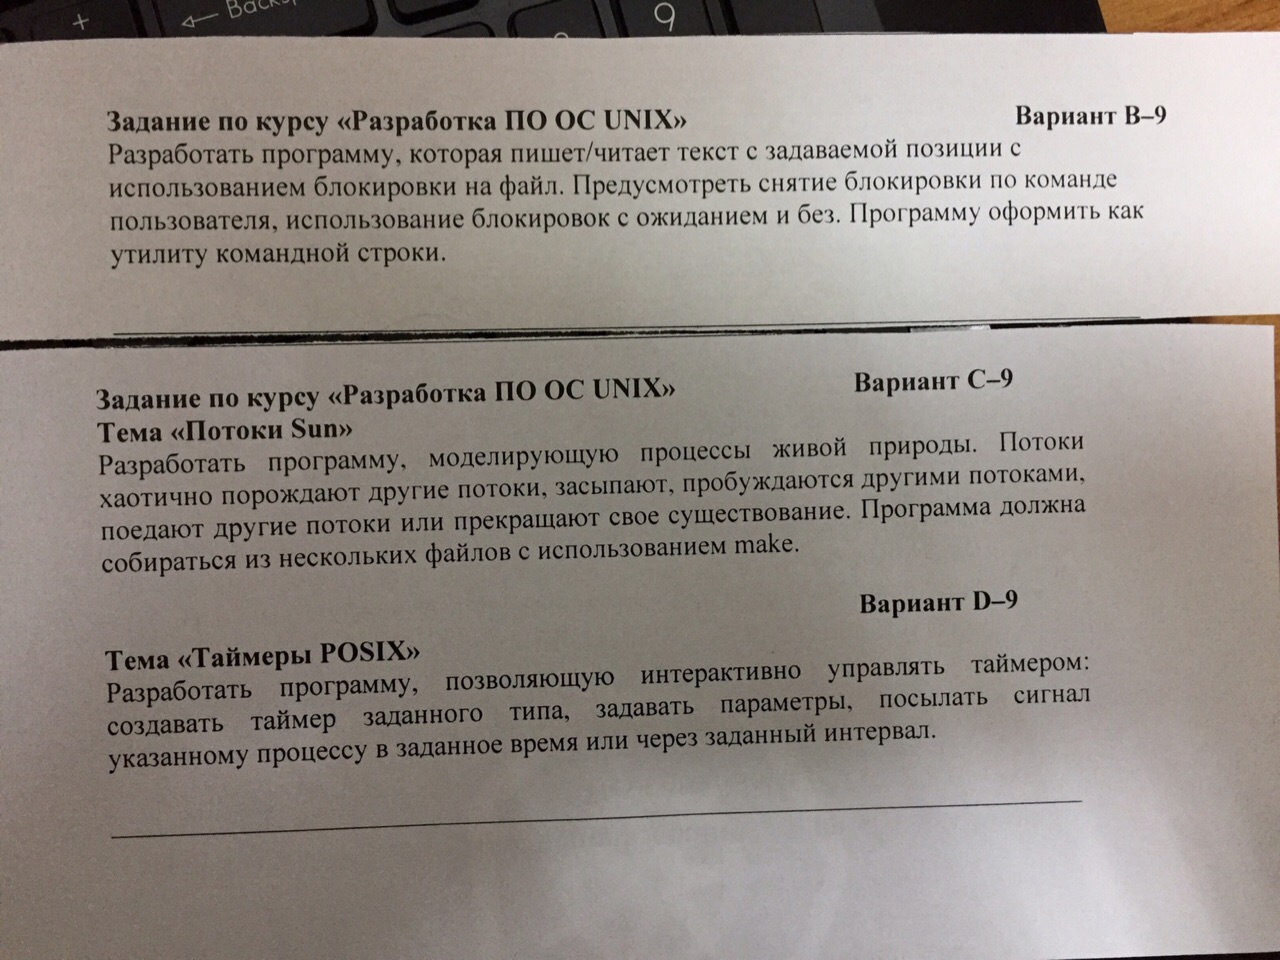 +
← Backsp
9
Задание по курсу «Разработка ПО ОС UNIX» Вариант В–9
Разработать программу, которая пишет/читает текст с задаваемой позиции с
использованием блокировки на файл. Предусмотреть снятие блокировки по команде
пользователя, использование блокировок с ожиданием и без. Программу оформить как
утилиту командной строки.
Задание по курсу «Разработка ПО ОС UNIX» Вариант С–9
Тема «Потоки Sun»
Разработать программу, моделирующую процессы живой природы. Потоки
хаотично порождают другие потоки, засыпают, пробуждаются другими потоками,
поедают другие потоки или прекращают свое существование. Программа должна
собираться из нескольких файлов с использованием make.
Вариант D–9
Тема «Таймеры POSIX»
Разработать программу, позволяющую интерактивно управлять таймером:
создавать таймер заданного типа, задавать параметры, посылать сигнал
указанному процессу в заданное время или через заданный интервал.